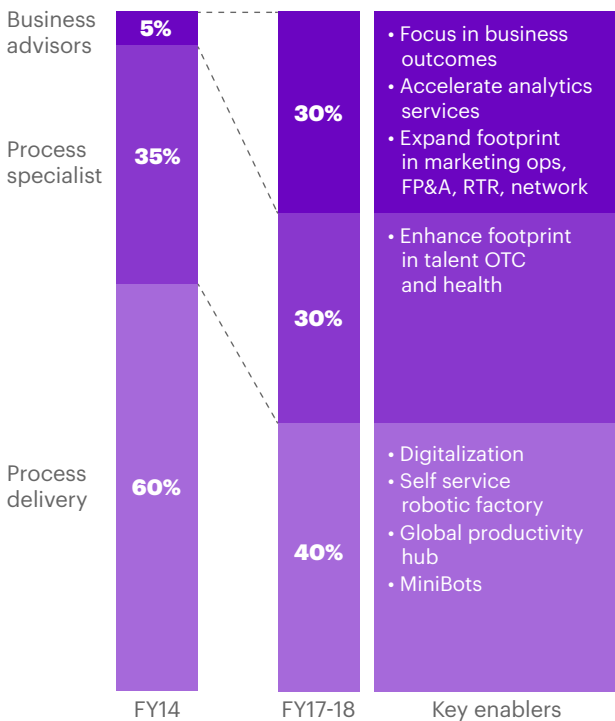 Business
advisors
5%
Process
specialist
35%
Process
delivery
60%
FY14
30%
30%
40%
FY17-18
• Focus in business
outcomes
• Accelerate analytics
services
• Expand footprint
in marketing ops,
FP&A, RTR, network
• Enhance footprint
in talent OTC
and health
• Digitalization
• Self service
robotic factory
• Global productivity
hub
• MiniBots
Key enablers